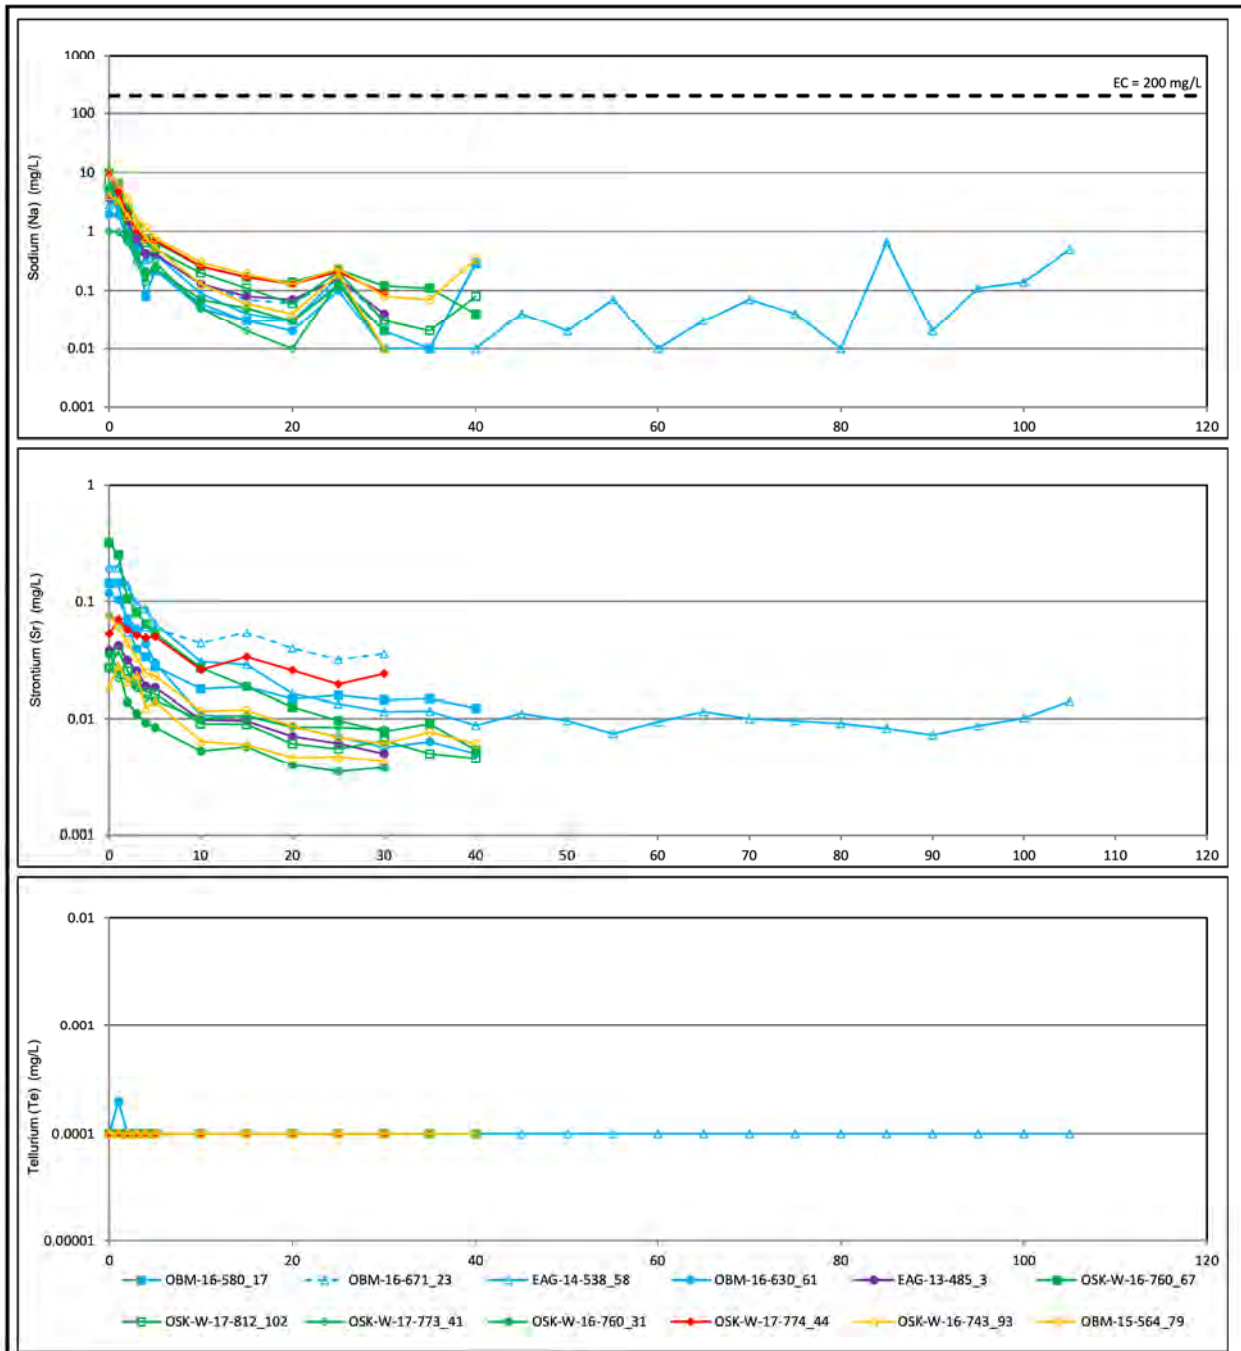 1000
EC = 200 mg/L
100
10
1
0.1
0.01
0.001
Sodium (Na) (mg/L)
0 20 40 60 80 100 120
1
0.1
0.01
0.001
Strontium (Sr) (mg/L)
0 10 20 30 40 50 60 70 80 90 100 110 120
0.01
0.001
0.0001
0.00001
Tellurium (Te) (mg/L)
0 20 40 60 80 100 120
OBM-16-580_17 OBM-16-671_23 EAG-14-538_58 OBM-16-630_61 EAG-13-485_3 OSK-W-16-760_67
OSK-W-17-812_102 OSK-W-17-773_41 OSK-W-16-760_31 OSK-W-17-774_44 OSK-W-16-743_93 OBM-15-564_79